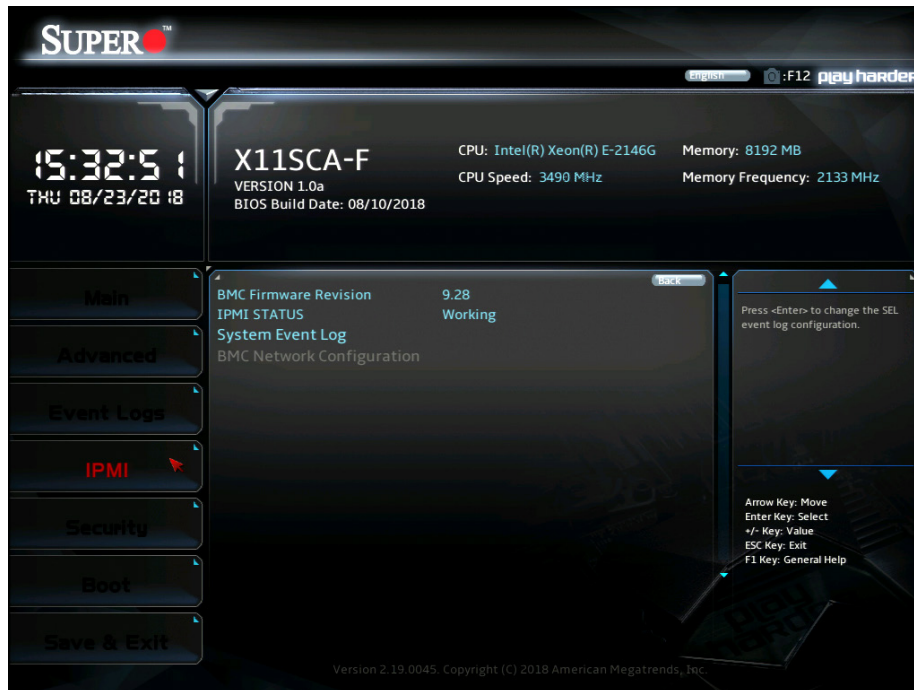 SUPER™
English :F12 play harder
15:32:51
THU 08/23/2018
X11SCA-F
VERSION 1.0a
BIOS Build Date: 08/10/2018
CPU: Intel(R) Xeon(R) E-2146G
CPU Speed: 3490 MHz
Memory: 8192 MB
Memory Frequency: 2133 MHz
Main
Advanced
Event Logs
IPMI
Security
Boot
Save & Exit
Back
BMC Firmware Revision 9.28
IPMI STATUS Working
System Event Log
BMC Network Configuration
Press <Enter> to change the SEL
event log configuration.
Arrow Key: Move
Enter Key: Select
+/- Key: Value
ESC Key: Exit
F1 Key: General Help
play
harder
Version 2.19.0045. Copyright (C) 2018 American Megatrends, Inc.